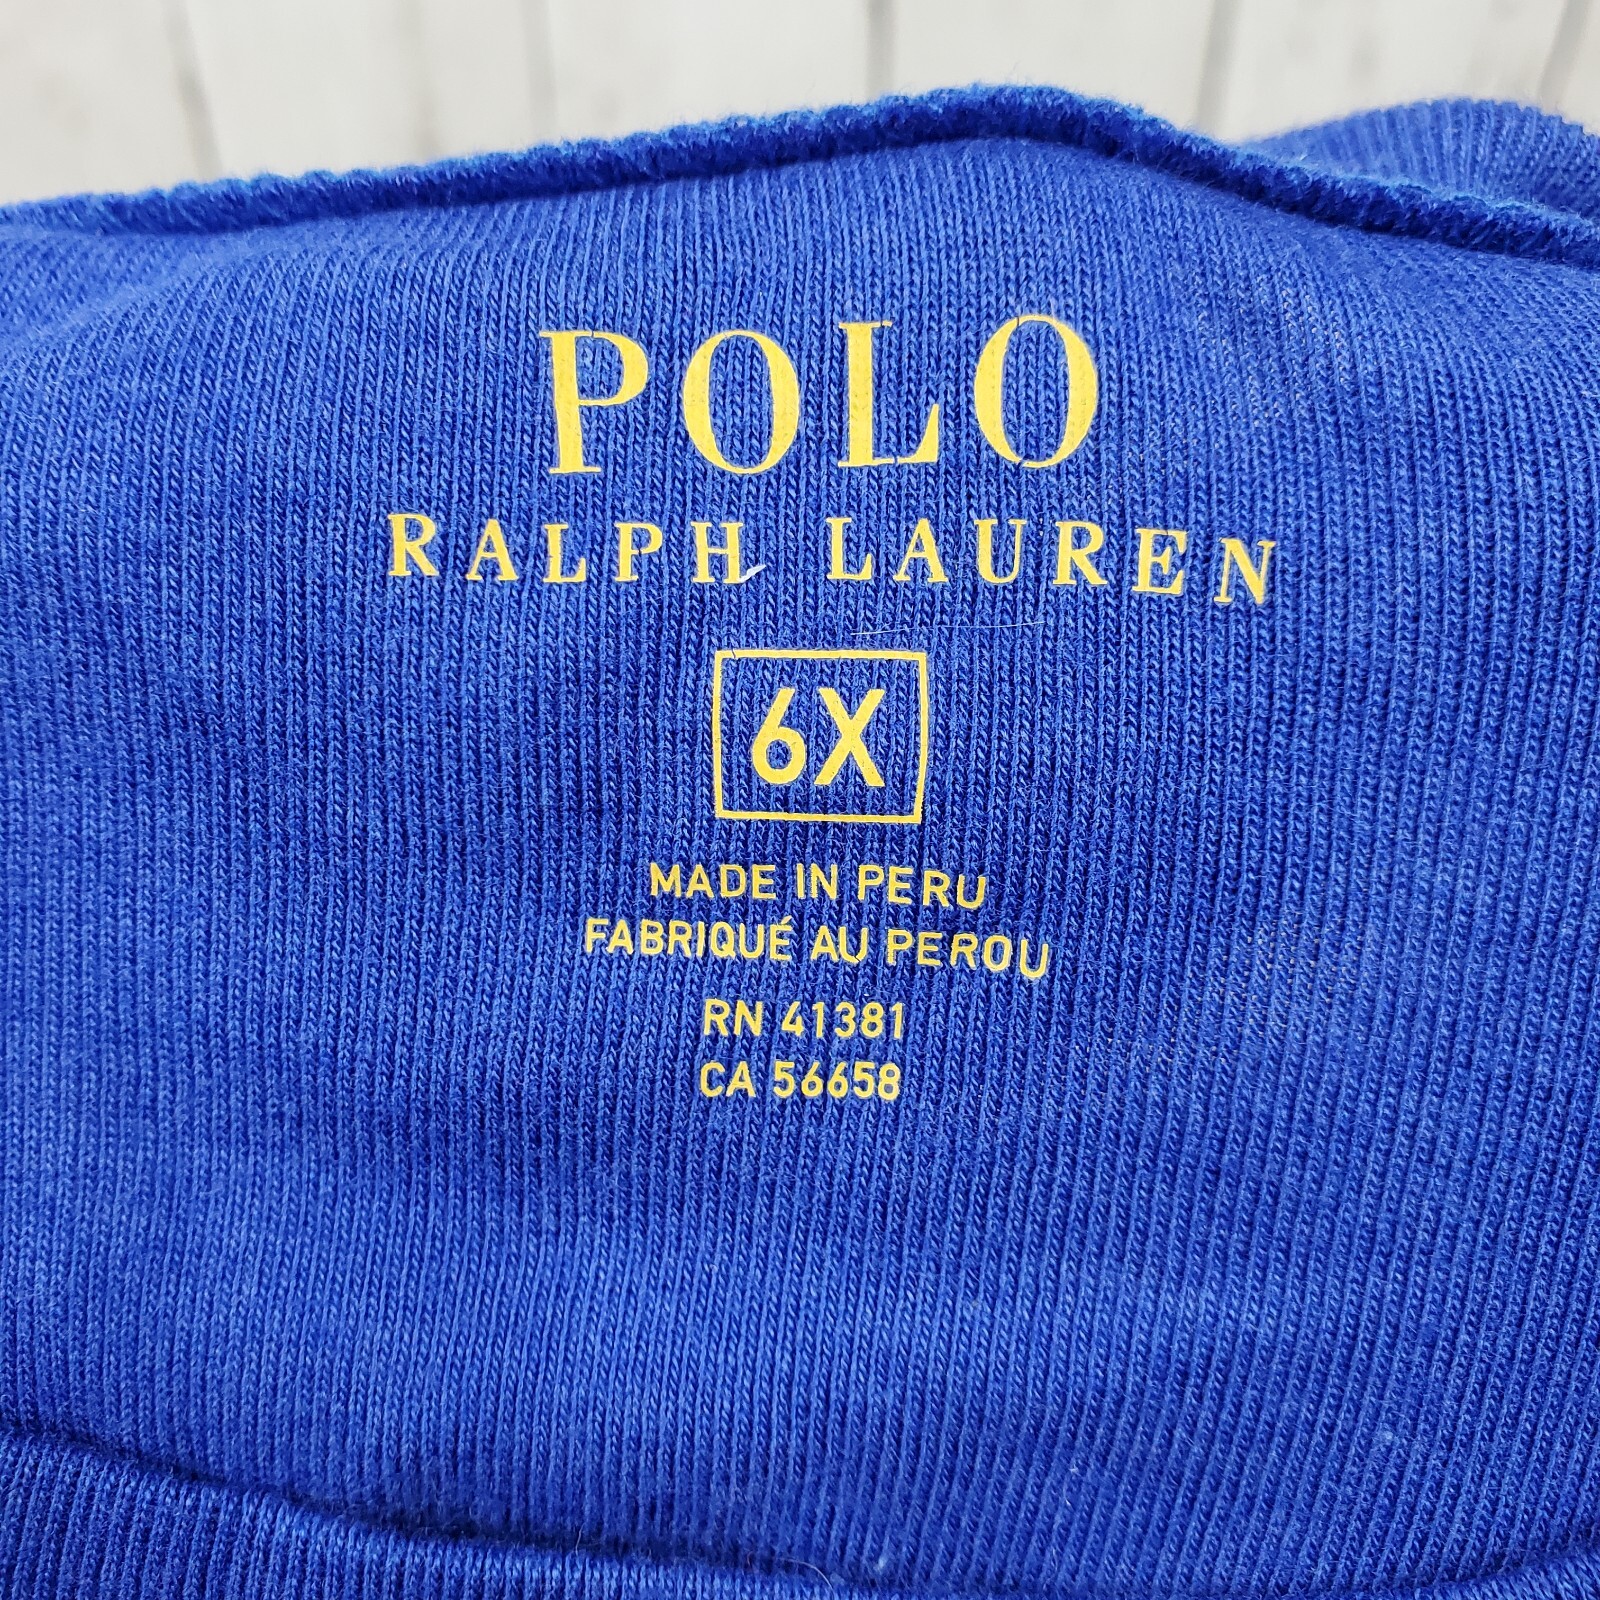 POLO
RALPH LAUREN
6X
MADE IN PERU
FABRIQUÉ AU PEROU
RN 41381
CA 56658